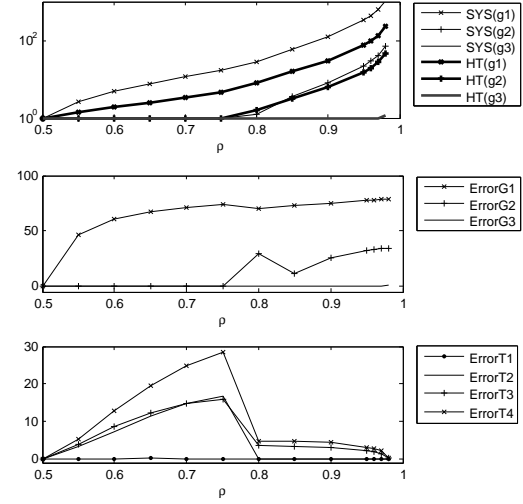 10²
10⁰
0.5 0.6 0.7 0.8 0.9 1
ρ
SYS(g1)
SYS(g2)
SYS(g3)
HT(g1)
HT(g2)
HT(g3)
100
50
0
0.5 0.6 0.7 0.8 0.9 1
ρ
ErrorG1
ErrorG2
ErrorG3
30
20
10
0
0.5 0.6 0.7 0.8 0.9 1
ρ
ErrorT1
ErrorT2
ErrorT3
ErrorT4